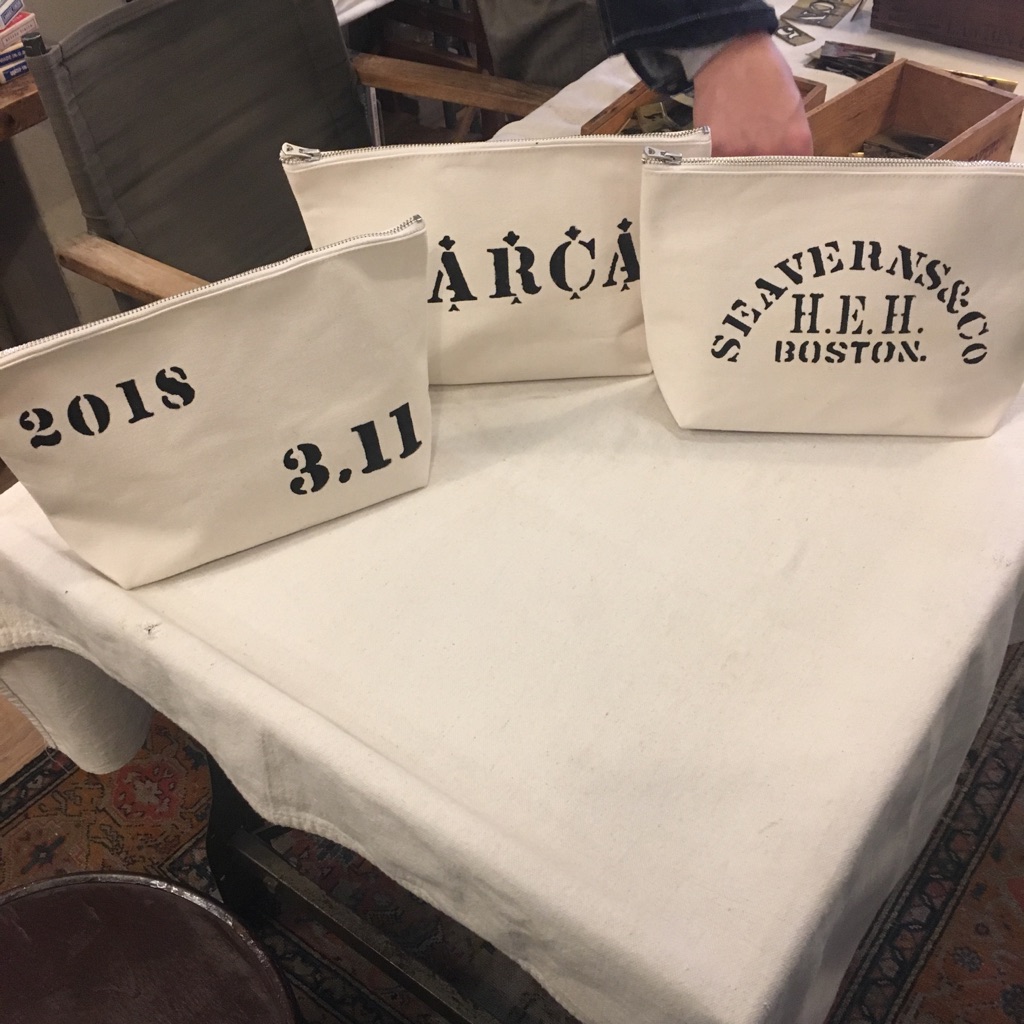 2018
3.11
ARCA
SEAVERNS&CO
H.E.H.
BOSTON.